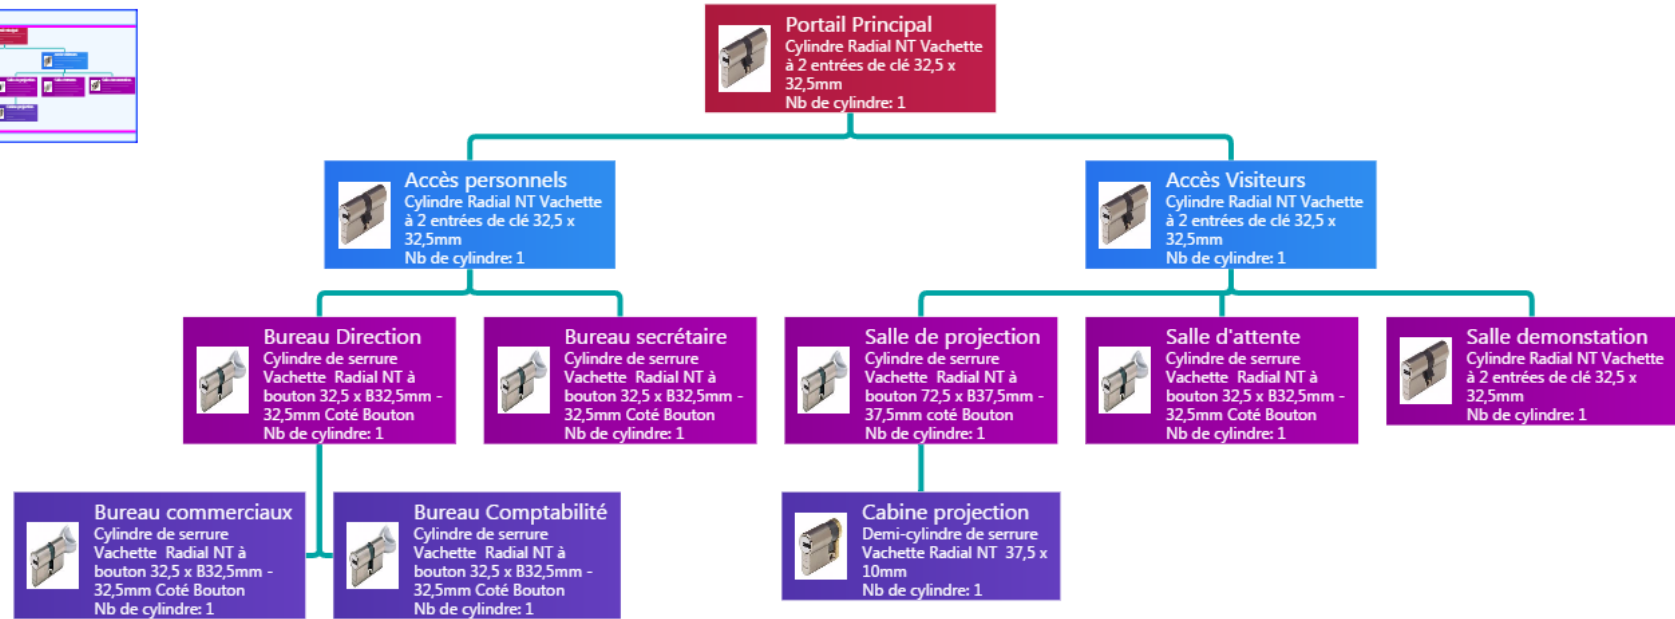 Portail Principal
Cylindre Radial NT Vachette
à 2 entrées de clé 32,5 x
32,5mm
Nb de cylindre: 1
Accès personnels
Cylindre Radial NT Vachette
à 2 entrées de clé 32,5 x
32,5mm
Nb de cylindre: 1
Accès Visiteurs
Cylindre Radial NT Vachette
à 2 entrées de clé 32,5 x
32,5mm
Nb de cylindre: 1
Bureau Direction
Cylindre de serrure
Vachette Radial NT à
bouton 32,5 x B32,5mm -
32,5mm Coté Bouton
Nb de cylindre: 1
Bureau secrétaire
Cylindre de serrure
Vachette Radial NT à
bouton 32,5 x B32,5mm -
32,5mm Coté Bouton
Nb de cylindre: 1
Salle de projection
Cylindre de serrure
Vachette Radial NT à
bouton 72,5 x B37,5mm -
37,5mm coté Bouton
Nb de cylindre: 1
Salle d'attente
Cylindre de serrure
Vachette Radial NT à
bouton 32,5 x B32,5mm -
32,5mm Coté Bouton
Nb de cylindre: 1
Salle demonstation
Cylindre Radial NT Vachette
à 2 entrées de clé 32,5 x
32,5mm
Nb de cylindre: 1
Bureau commerciaux
Cylindre de serrure
Vachette Radial NT à
bouton 32,5 x B32,5mm -
32,5mm Coté Bouton
Nb de cylindre: 1
Bureau Comptabilité
Cylindre de serrure
Vachette Radial NT à
bouton 32,5 x B32,5mm -
32,5mm Coté Bouton
Nb de cylindre: 1
Cabine projection
Demi-cylindre de serrure
Vachette Radial NT 37,5 x
10mm
Nb de cylindre: 1